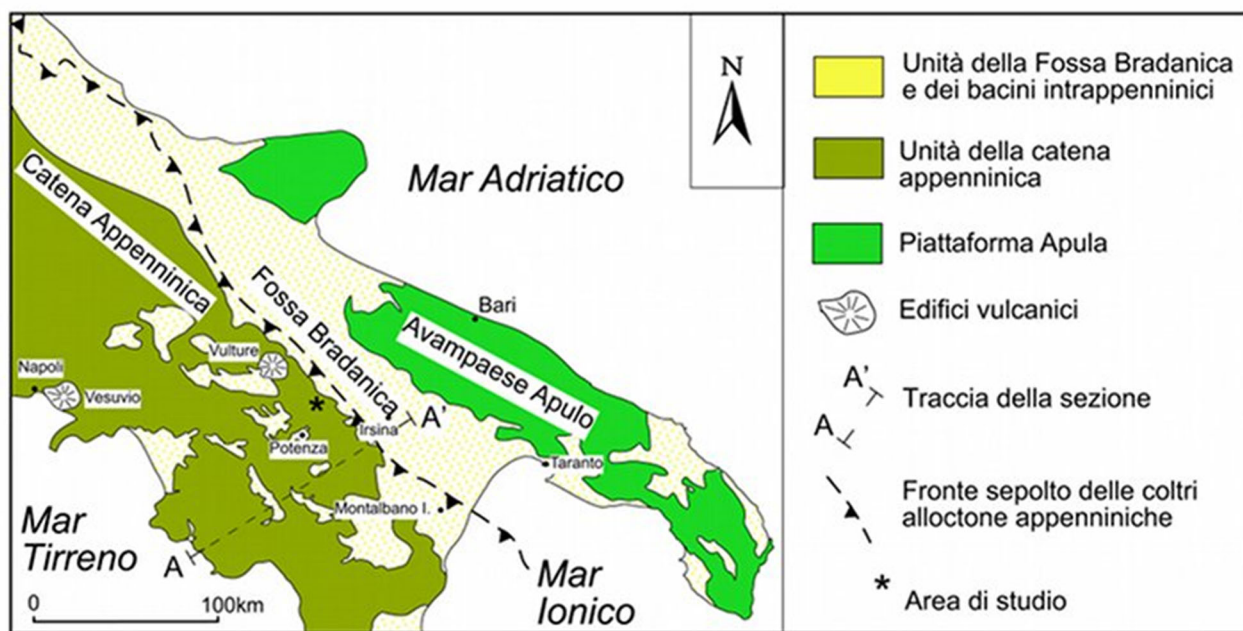 N
Mar Adriatico
Catena Appenninica
Fossa Bradanica
Bari
Avampaese Apulo
Vulture
Napoli
Vesuvio
Irsina
A'
Potenza
Taranto
Montalbano I.
Mar
Tirreno
A
Mar
Ionico
0 100km
Unità della Fossa Bradanica
e dei bacini intrappenninici
Unità della catena
appenninica
Piattaforma Apula
Edifici vulcanici
A'
A
Traccia della sezione
Fronte sepolto delle coltri
alloctone appenniniche
* Area di studio